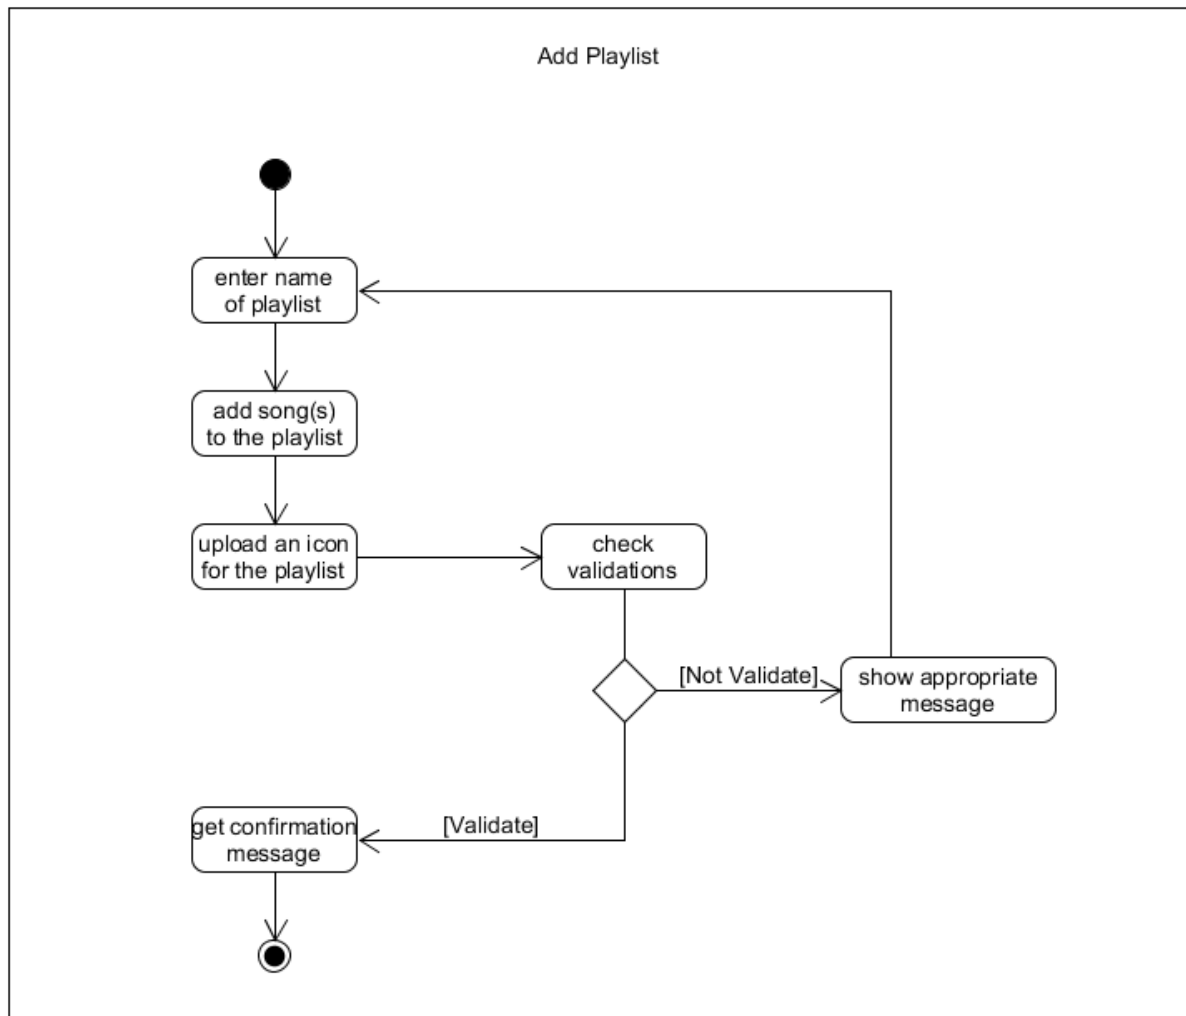 Add Playlist
enter name
of playlist
add song(s)
to the playlist
upload an icon
for the playlist
check
validations
[Not Validate]
show appropriate
message
[Validate]
get confirmation
message